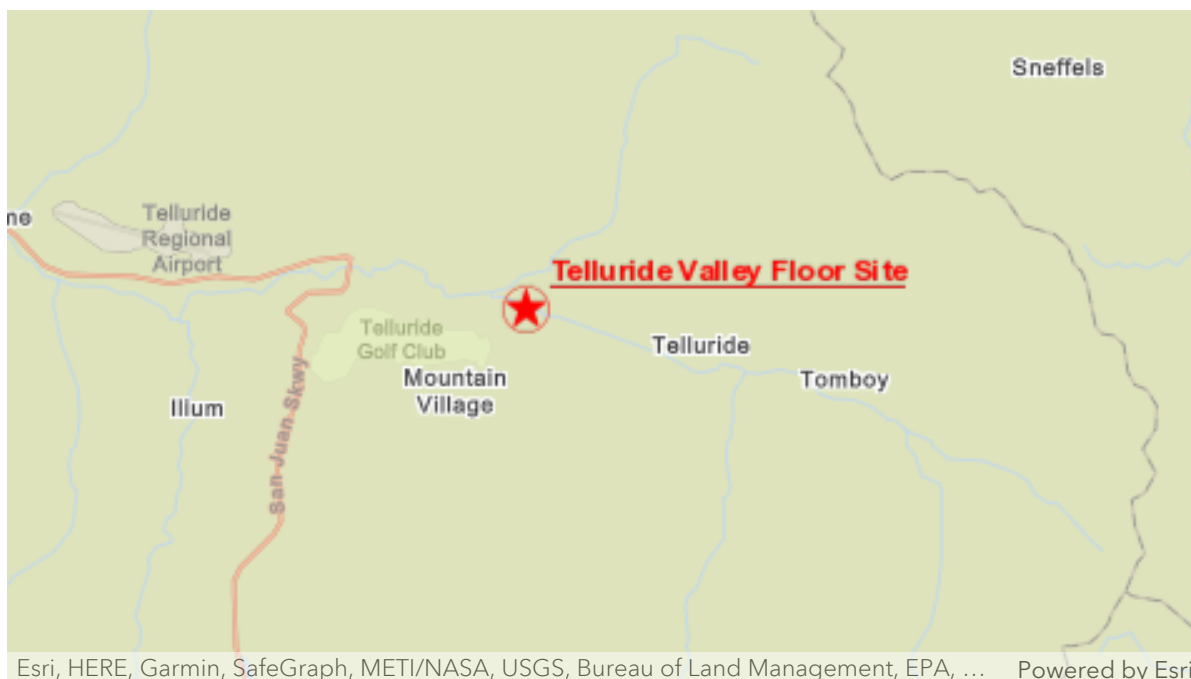 Sneffels
Telluride
Regional
Airport
ne
Telluride Valley Floor Site
Telluride
Golf Club
Telluride
Mountain
Village
Tomboy
Illum
San Juan Skwy
Esri, HERE, Garmin, SafeGraph, METI/NASA, USGS, Bureau of Land Management, EPA, ...
Powered by Esri